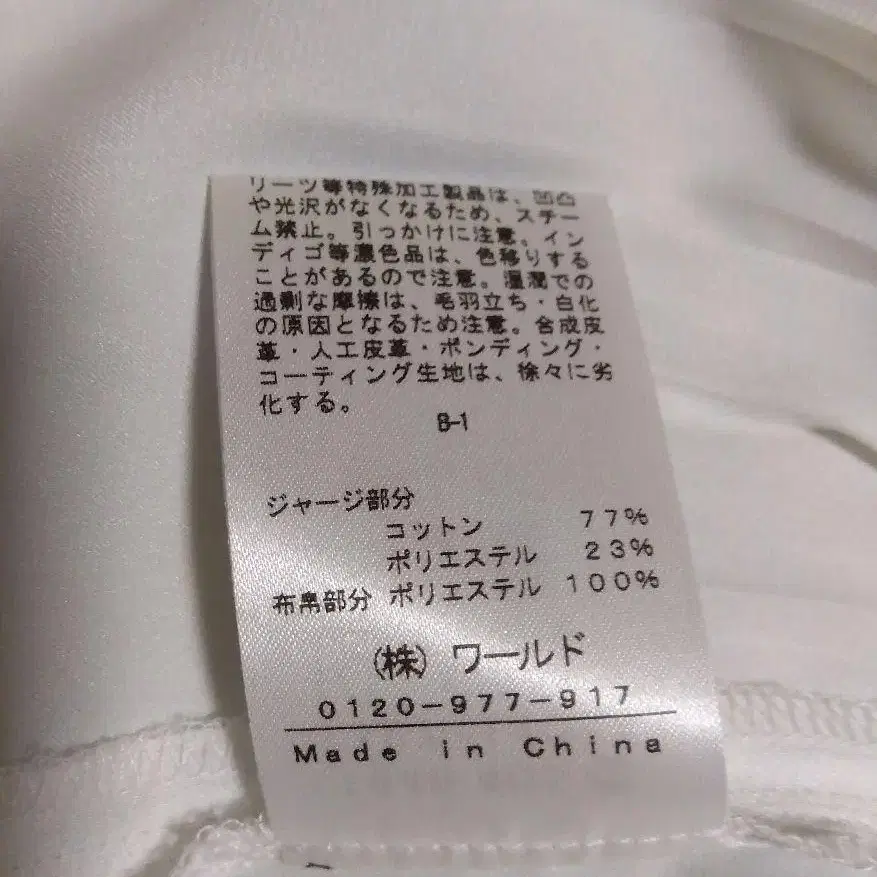 リーツ等特殊加工製品は、凹凸
や光沢がなくなるため、スチー
ム禁止。引っかけに注意。イン
ディゴ等濃色品は、色移りする
ことがあるので注意。湿潤での
過剰な摩擦は、毛羽立ち・白化
の原因となるため注意。合成皮
革・人工皮革・ボンディング・
コーティング生地は、徐々に劣
化する。
B-1
ジャージ部分
コットン 77%
ポリエステル 23%
布帛部分 ポリエステル 100%
(株) ワールド
0120-977-917
Made in China